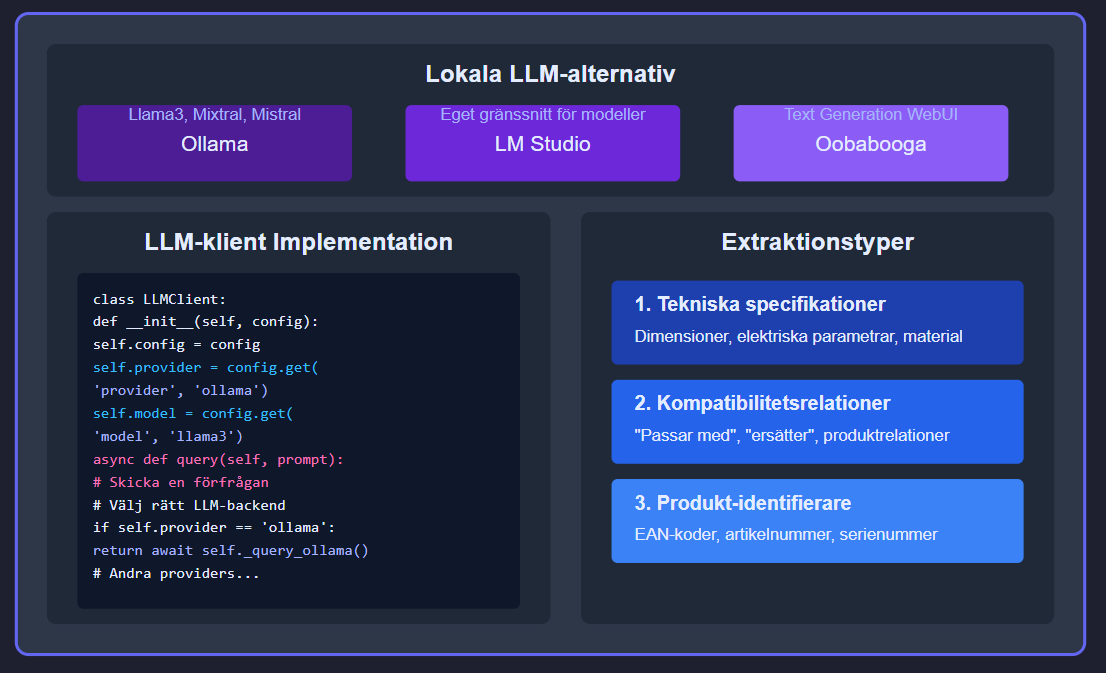 Lokala LLM-alternativ
Llama3, Mixtral, Mistral
Ollama
Eget gränssnitt för modeller
LM Studio
Text Generation WebUI
Oobabooga
LLM-klient Implementation
class LLMClient:
def __init__(self, config):
self.config = config
self.provider = config.get(
'provider', 'ollama')
self.model = config.get(
'model', 'llama3')
async def query(self, prompt):
# Skicka en förfrågan
# Välj rätt LLM-backend
if self.provider == 'ollama':
return await self._query_ollama()
# Andra providers...
Extraktionstyper
1. Tekniska specifikationer
Dimensioner, elektriska parametrar, material
2. Kompatibilitetsrelationer
"Passar med", "ersätter", produktrelationer
3. Produkt-identifierare
EAN-koder, artikelnummer, serienummer